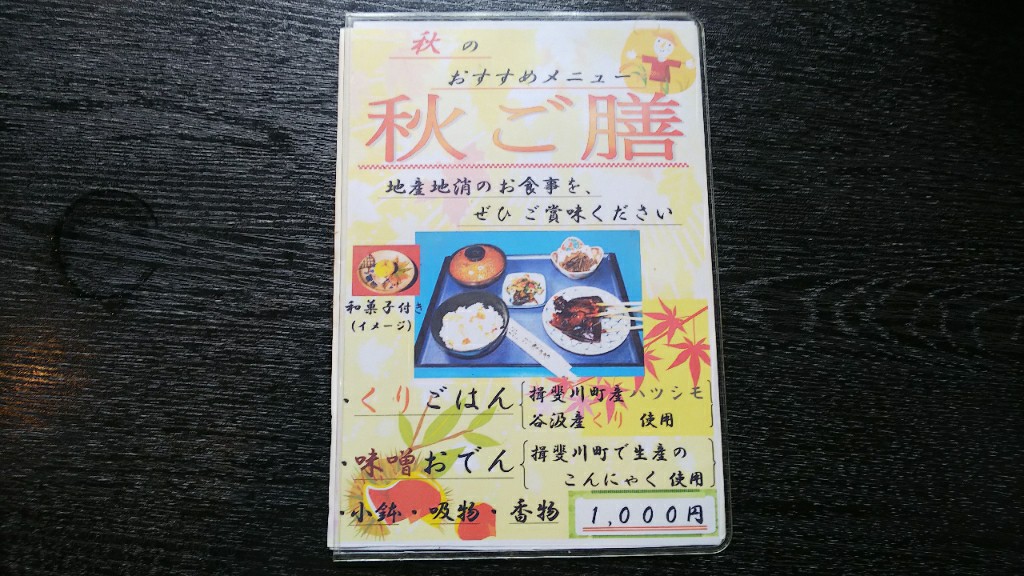 秋の
おすすめメニュー
秋ご膳
地産地消のお食事を、
ぜひ ご賞味ください
和菓子付き
(イメージ)
・くりごはん
揖斐川町産ハツシモ
谷汲産くり 使用
・味噌おでん
揖斐川町で生産の
こんにゃく 使用
・小鉢・吸物・香物
1,000円